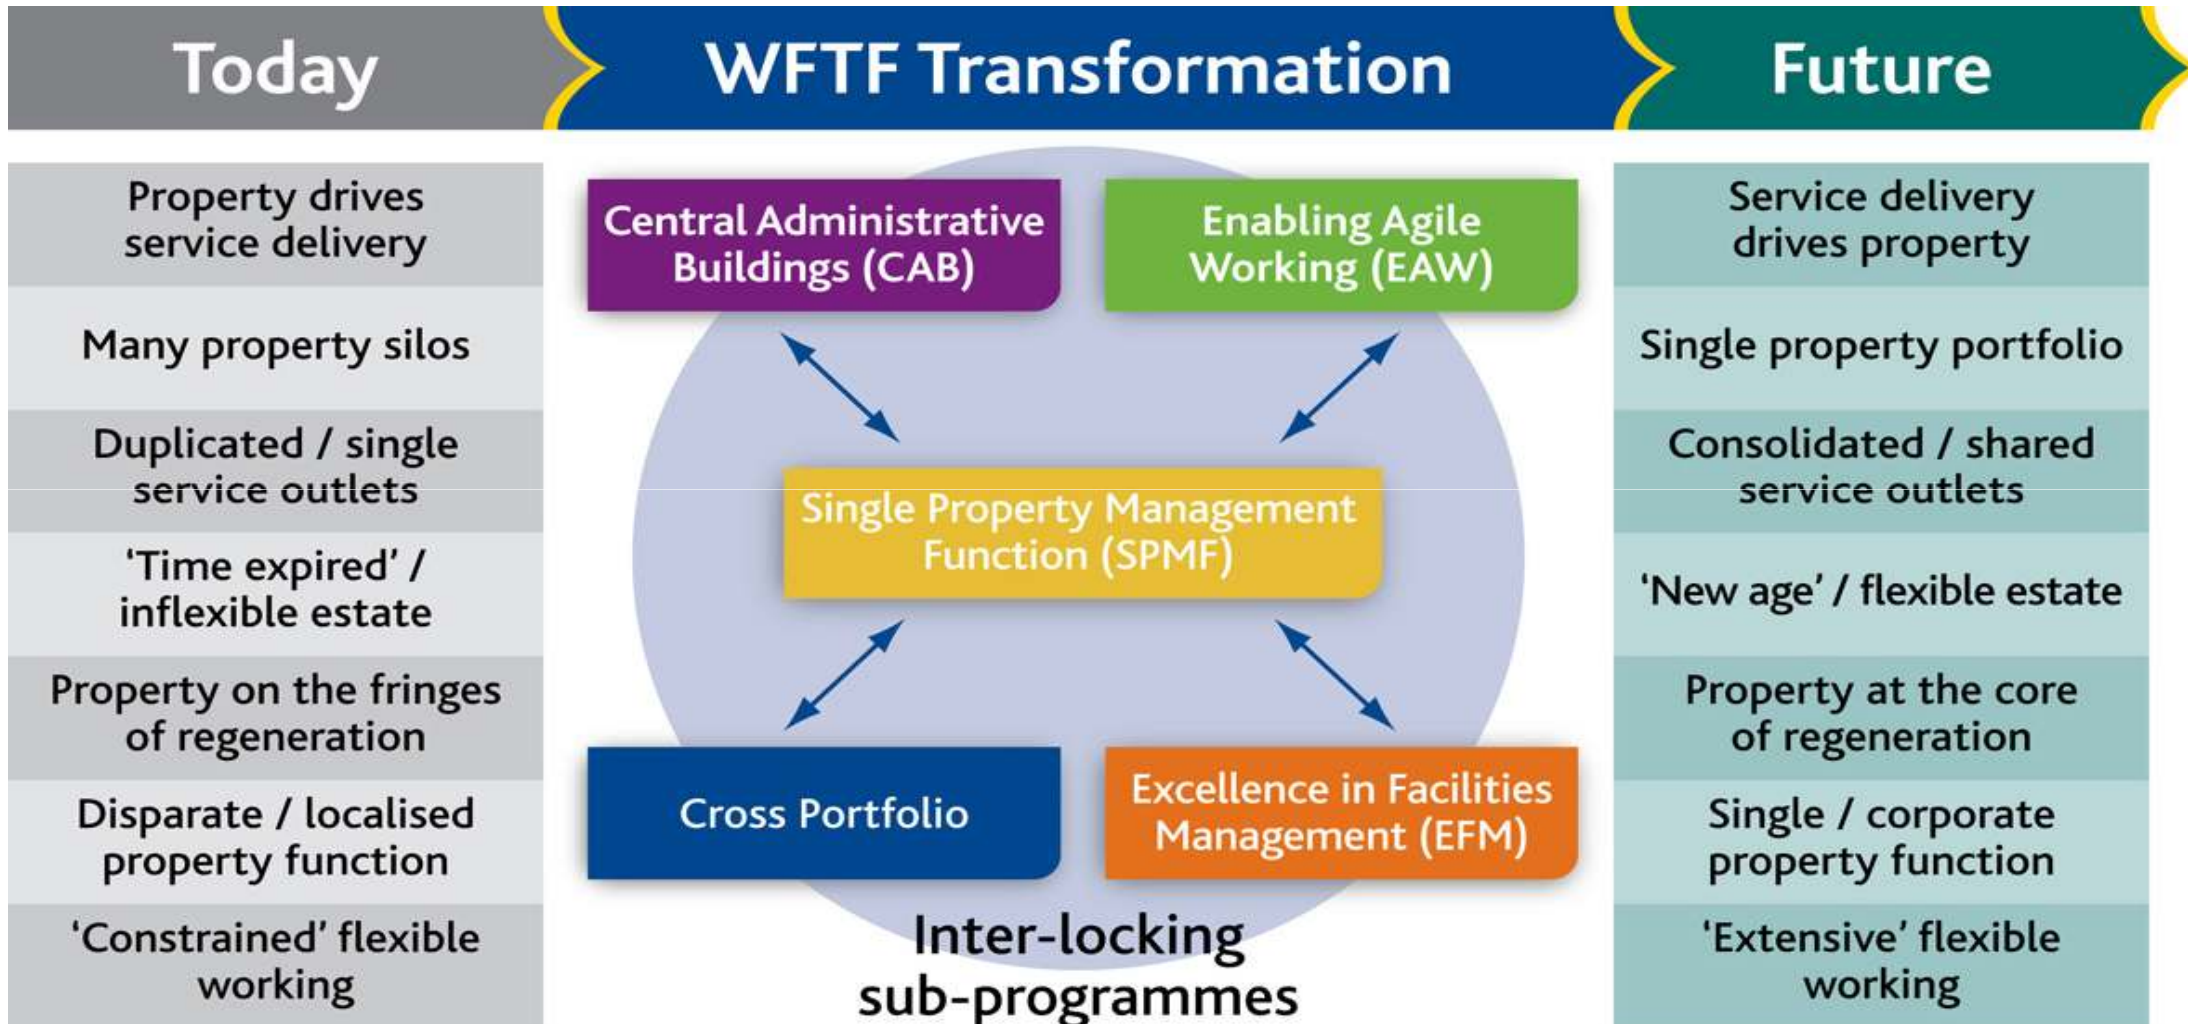 Today
WFTF Transformation
Future
Property drives
service delivery
Many property silos
Duplicated / single
service outlets
‘Time expired’ /
inflexible estate
Property on the fringes
of regeneration
Disparate / localised
property function
‘Constrained’ flexible
working
Central Administrative
Buildings (CAB)
Enabling Agile
Working (EAW)
Single Property Management
Function (SPMF)
Cross Portfolio
Excellence in Facilities
Management (EFM)
Inter-locking
sub-programmes
Service delivery
drives property
Single property portfolio
Consolidated / shared
service outlets
‘New age’ / flexible estate
Property at the core
of regeneration
Single / corporate
property function
‘Extensive’ flexible
working